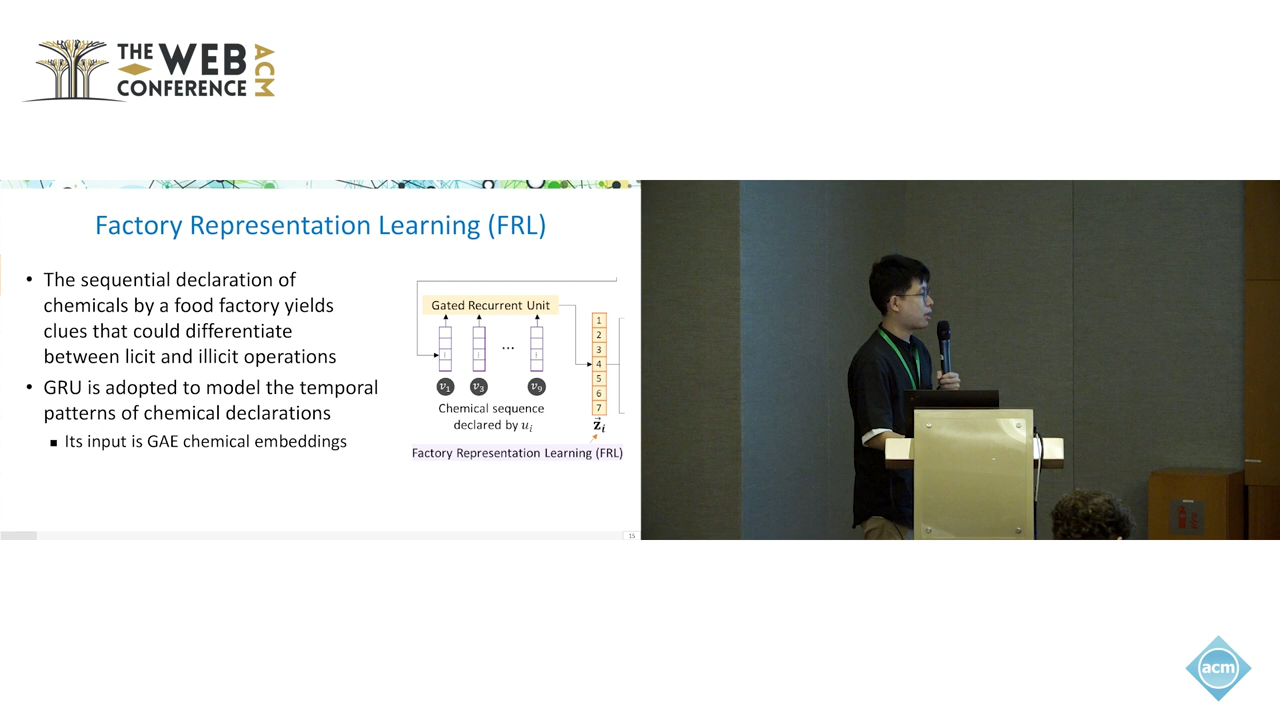 THE WEB
CONFERENCE
ACM
Factory Representation Learning (FRL)
• The sequential declaration of
chemicals by a food factory yields
clues that could differentiate
between licit and illicit operations
• GRU is adopted to model the temporal
patterns of chemical declarations
▪ Its input is GAE chemical embeddings
Gated Recurrent Unit
...
v₁ v₃ v₉
Chemical sequence
declared by uᵢ
1
2
3
4
5
6
7
z⃗ᵢ
Factory Representation Learning (FRL)
15
acm